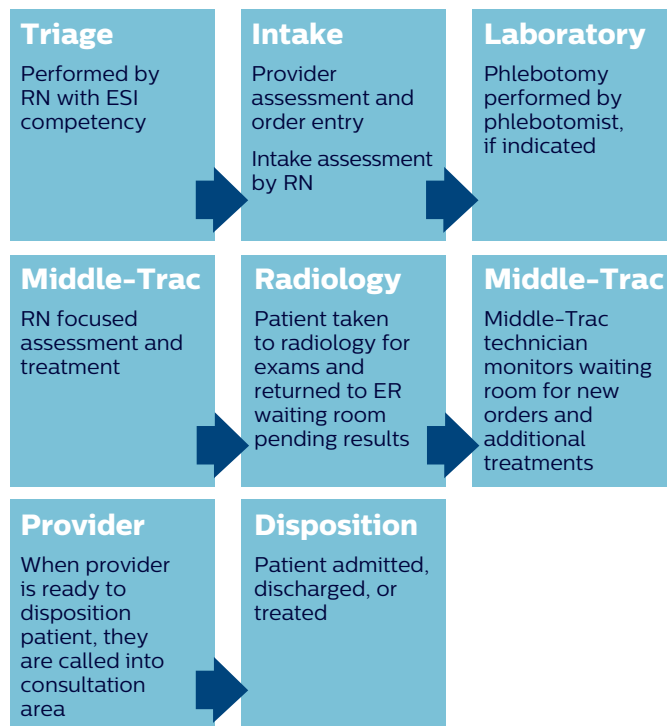 Triage
Performed by
RN with ESI
competency
Intake
Provider
assessment and
order entry
Intake assessment
by RN
Laboratory
Phlebotomy
performed by
phlebotomist,
if indicated
Middle-Trac
RN focused
assessment and
treatment
Radiology
Patient taken
to radiology for
exams and
returned to ER
waiting room
pending results
Middle-Trac
Middle-Trac
technician
monitors waiting
room for new
orders and
additional
treatments
Provider
When provider
is ready to
disposition
patient, they
are called into
consultation
area
Disposition
Patient admitted,
discharged, or
treated